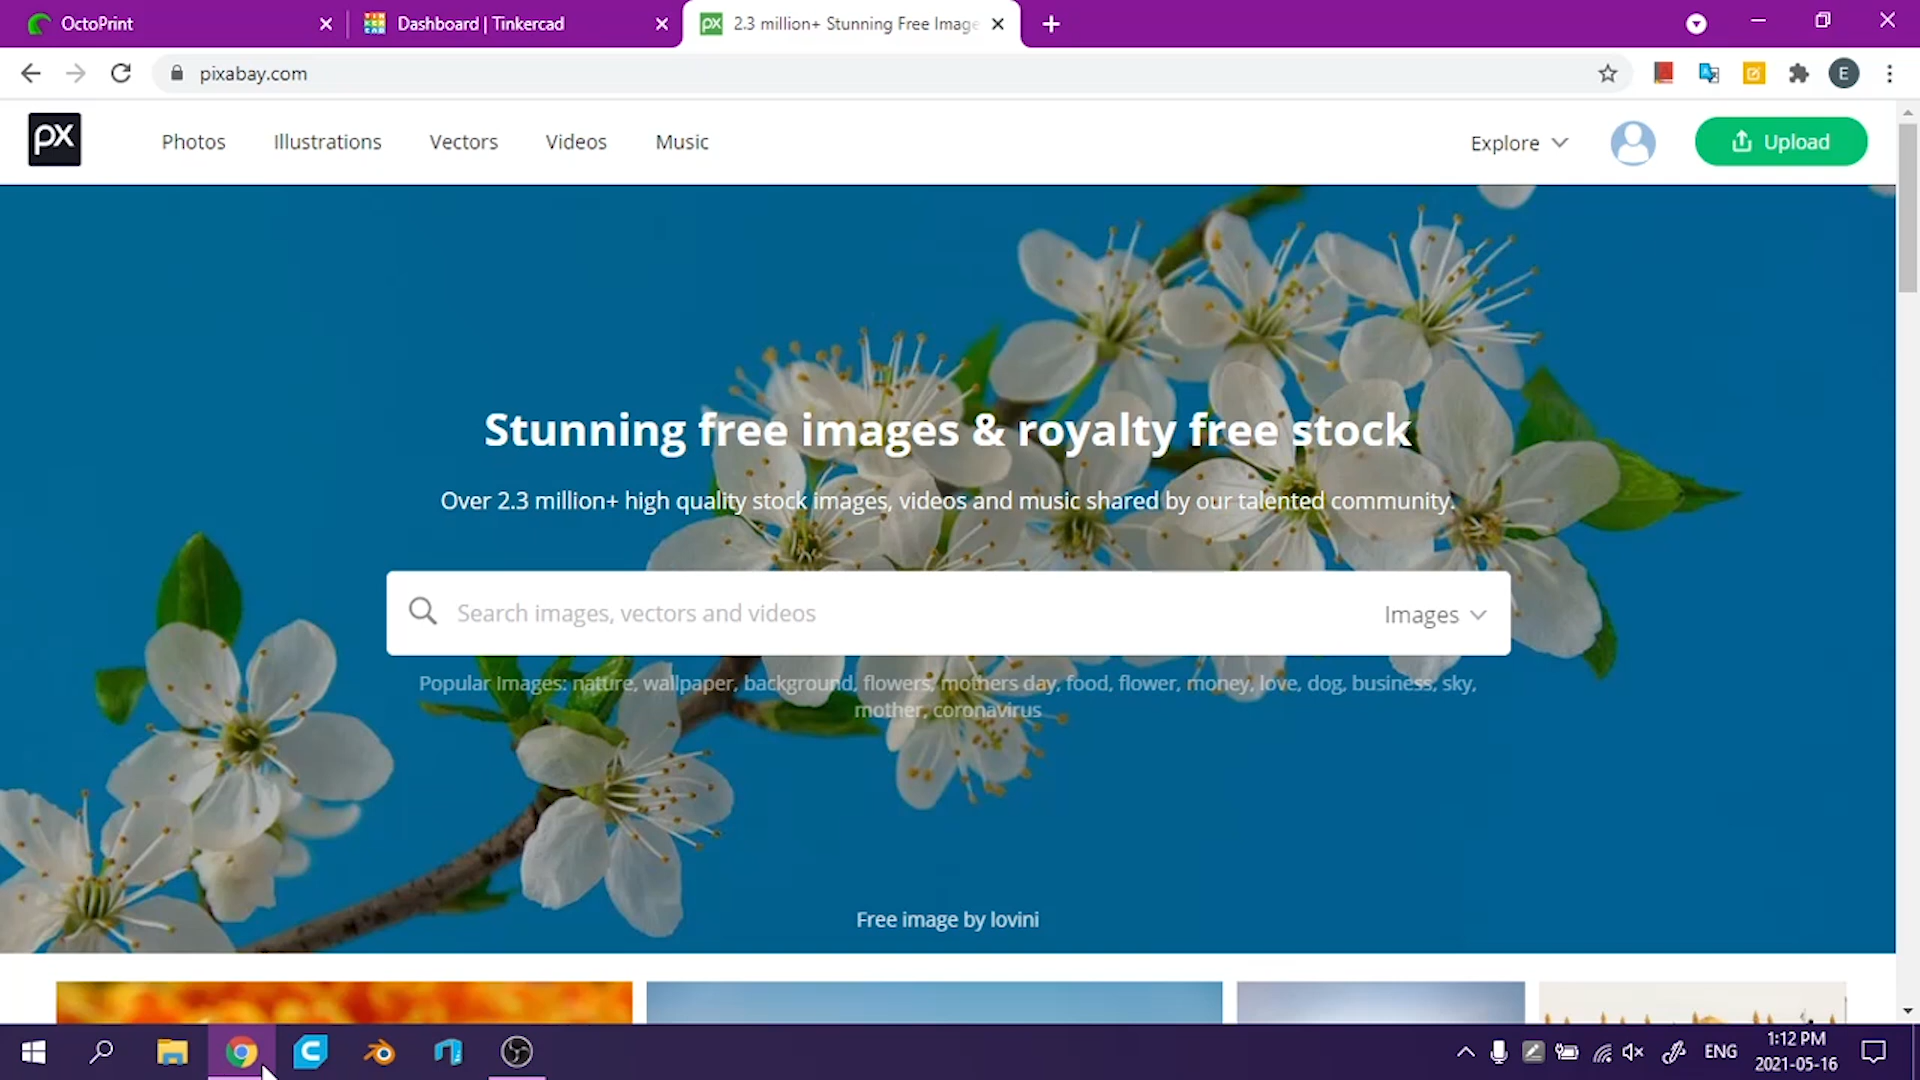 OctoPrint
Dashboard | Tinkercad
px 2.3 million+ Stunning Free Image
pixabay.com
E
px
Photos Illustrations Vectors Videos Music Explore Upload
Stunning free images & royalty free stock
Over 2.3 million+ high quality stock images, videos and music shared by our talented community.
Search images, vectors and videos
Images
Popular Images: nature, wallpaper, background, flowers, mothers day, food, flower, money, love, dog, business, sky,
mother, coronavirus
Free image by lovini
ENG
1:12 PM
2021-05-16